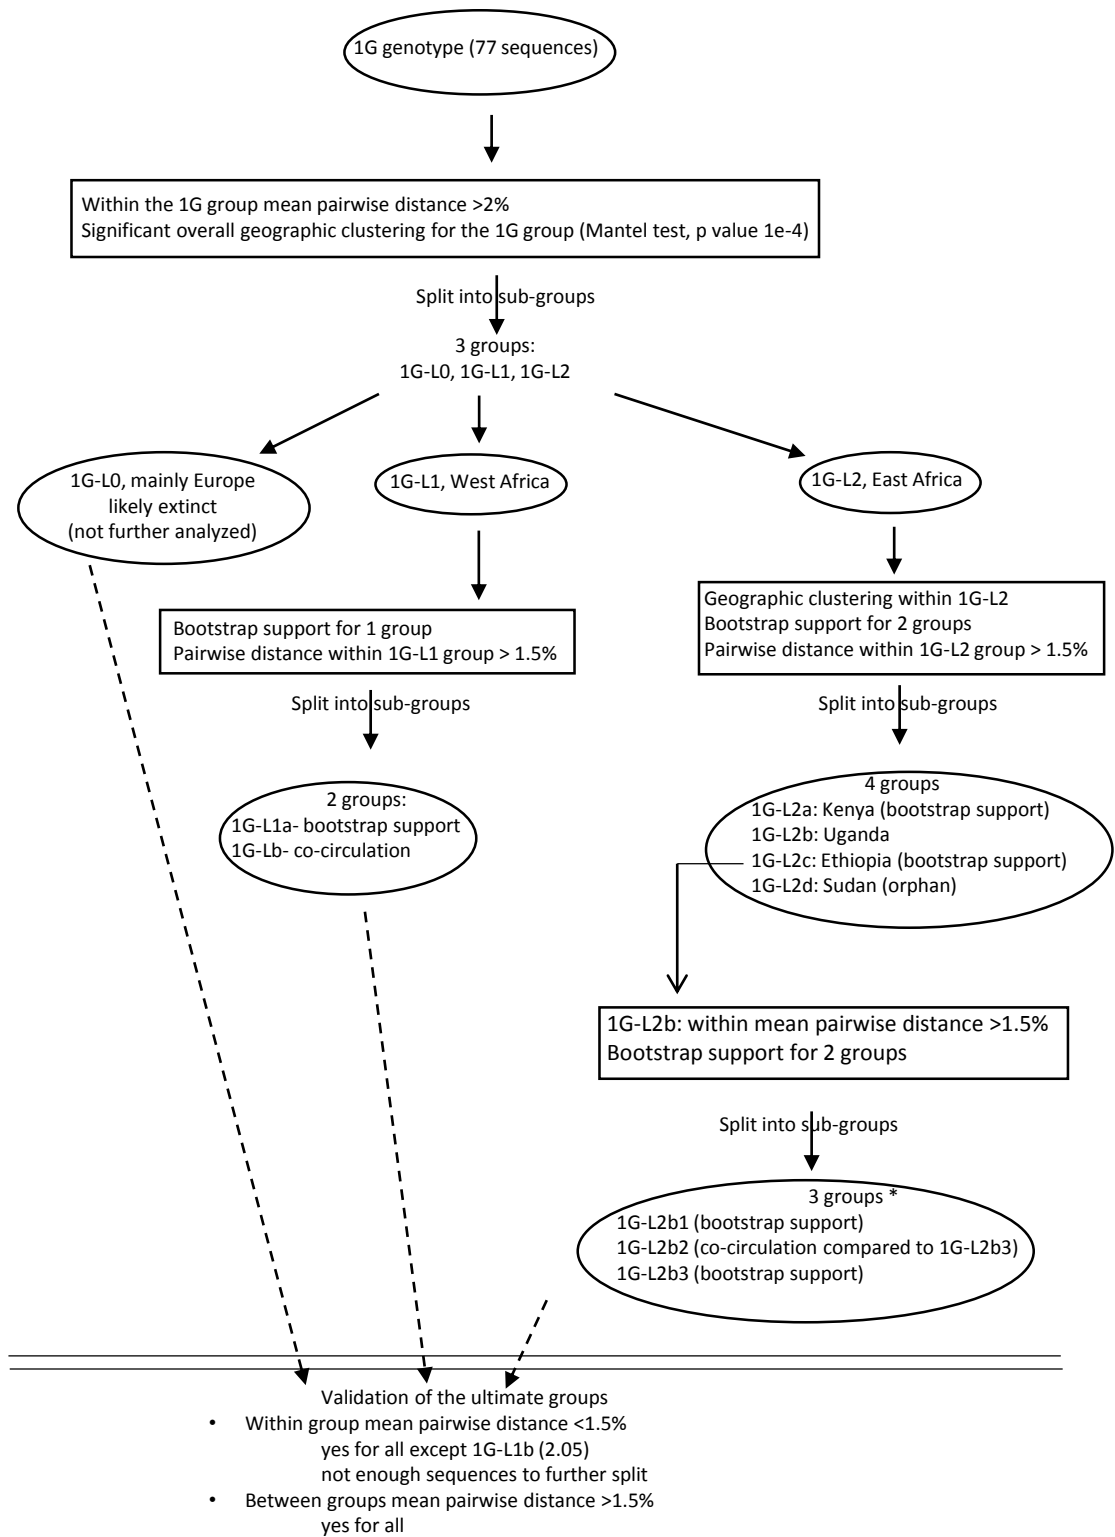 1G genotype (77 sequences)
Within the 1G group mean pairwise distance >2%
Significant overall geographic clustering for the 1G group (Mantel test, p value 1e-4)
Split into sub-groups
3 groups:
1G-L0, 1G-L1, 1G-L2
1G-L0, mainly Europe
likely extinct
(not further analyzed)
1G-L1, West Africa
1G-L2, East Africa
Bootstrap support for 1 group
Pairwise distance within 1G-L1 group > 1.5%
Geographic clustering within 1G-L2
Bootstrap support for 2 groups
Pairwise distance within 1G-L2 group > 1.5%
Split into sub-groups
Split into sub-groups
2 groups:
1G-L1a- bootstrap support
1G-Lb- co-circulation
4 groups
1G-L2a: Kenya (bootstrap support)
1G-L2b: Uganda
1G-L2c: Ethiopia (bootstrap support)
1G-L2d: Sudan (orphan)
1G-L2b: within mean pairwise distance >1.5%
Bootstrap support for 2 groups
Split into sub-groups
3 groups *
1G-L2b1 (bootstrap support)
1G-L2b2 (co-circulation compared to 1G-L2b3)
1G-L2b3 (bootstrap support)
Validation of the ultimate groups
• Within group mean pairwise distance <1.5%
yes for all except 1G-L1b (2.05)
not enough sequences to further split
• Between groups mean pairwise distance >1.5%
yes for all